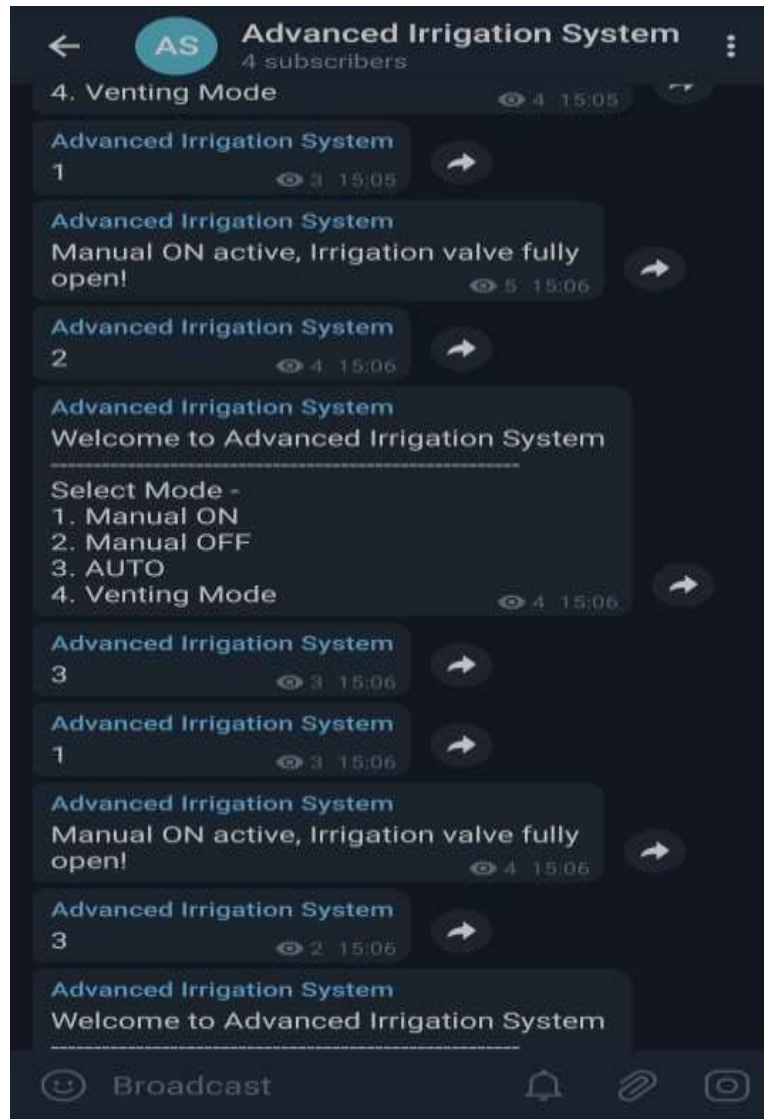 AS
Advanced Irrigation System
4 subscribers
4. Venting Mode
4 15:05
Advanced Irrigation System
1
3 15:05
Advanced Irrigation System
Manual ON active, Irrigation valve fully
open!
5 15:06
Advanced Irrigation System
2
4 15:06
Advanced Irrigation System
Welcome to Advanced Irrigation System
----------------------------------------------------------
Select Mode -
1. Manual ON
2. Manual OFF
3. AUTO
4. Venting Mode
4 15:06
Advanced Irrigation System
3
3 15:06
Advanced Irrigation System
1
3 15:06
Advanced Irrigation System
Manual ON active, Irrigation valve fully
open!
4 15:06
Advanced Irrigation System
3
2 15:06
Advanced Irrigation System
Welcome to Advanced Irrigation System
----------------------------------------------------------
Broadcast